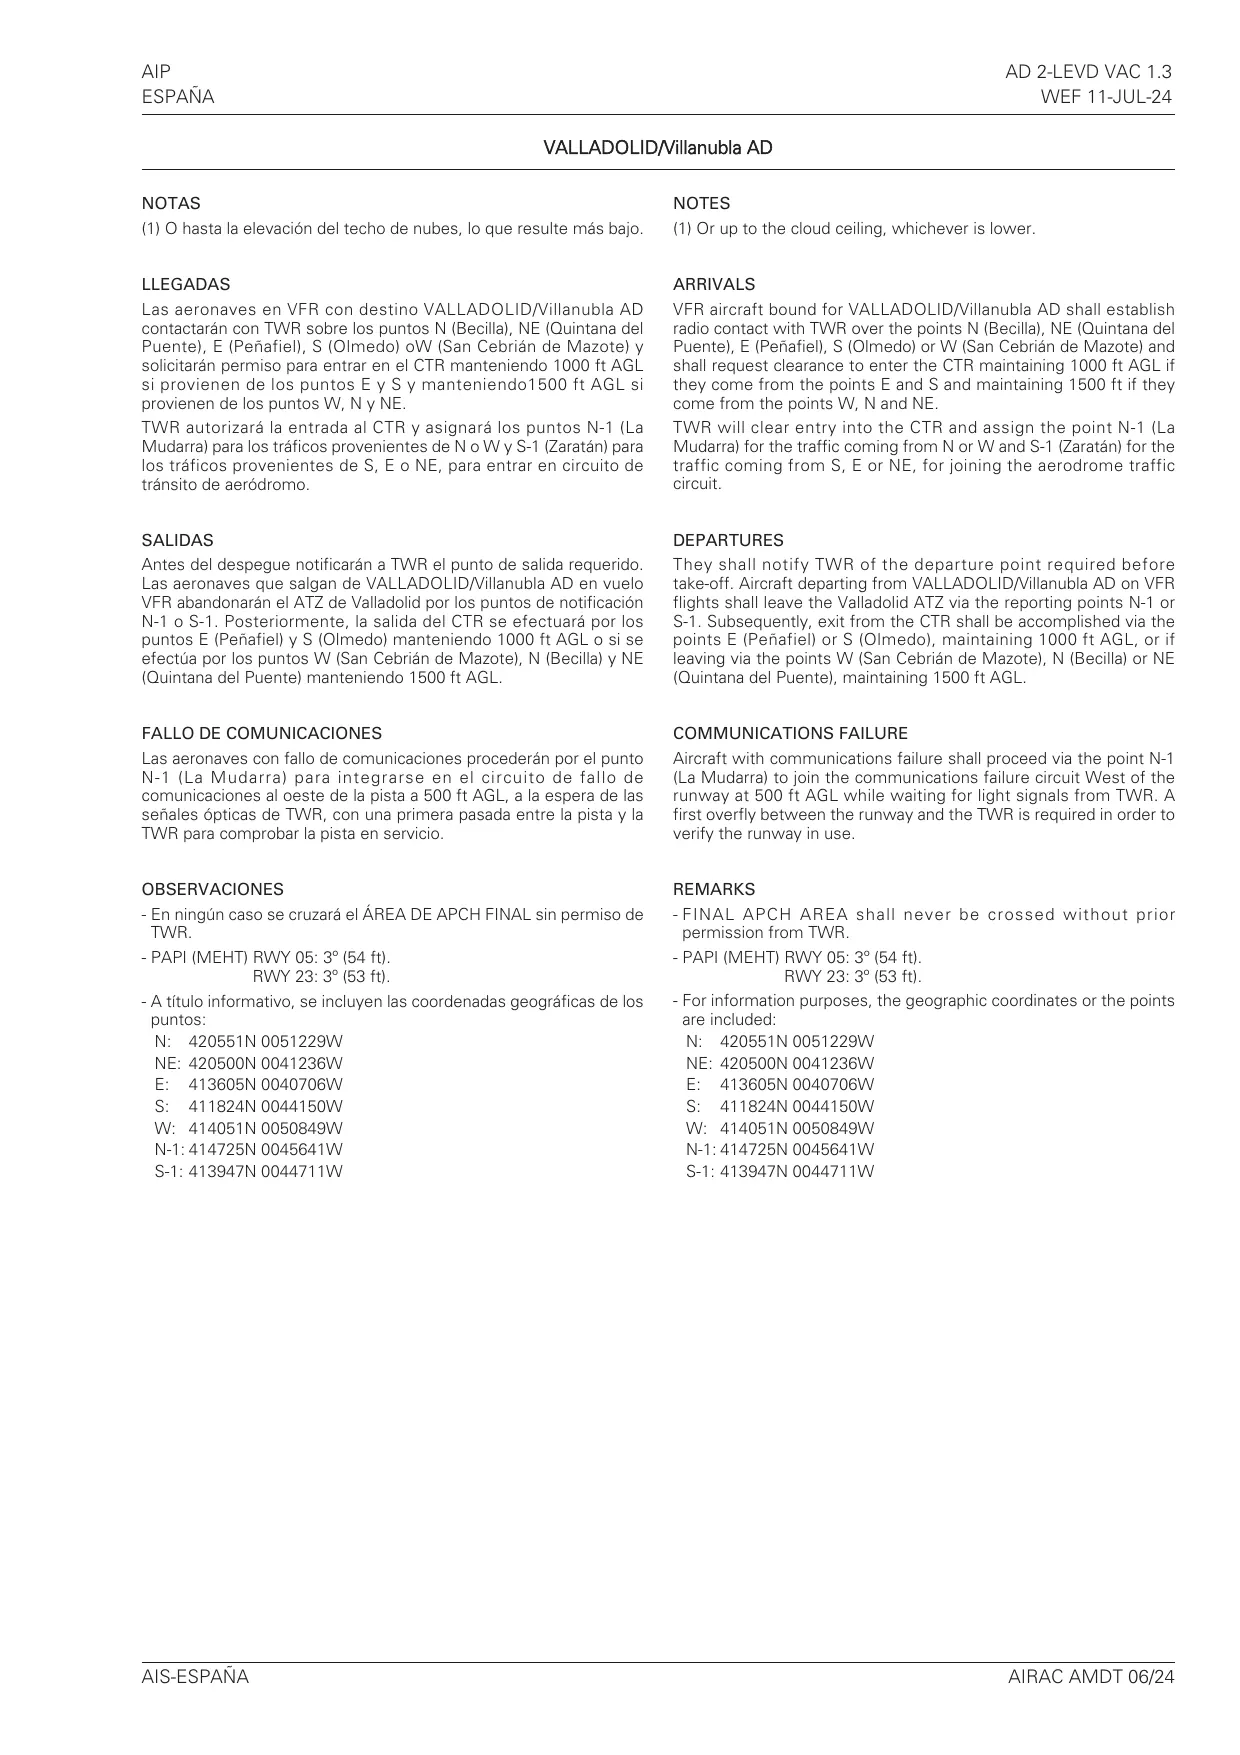 AIP
ESPAÑA
AD 2-LEVD VAC 1.3
WEF 11-JUL-24
VALLADOLID/Villanubla AD
NOTAS
(1) O hasta la elevación del techo de nubes, lo que resulte más bajo.
LLEGADAS
Las aeronaves en VFR con destino VALLADOLID/Villanubla AD
contactarán con TWR sobre los puntos N (Becilla), NE (Quintana del
Puente), E (Peñafiel), S (Olmedo) oW (San Cebrián de Mazote) y
solicitarán permiso para entrar en el CTR manteniendo 1000 ft AGL
si provienen de los puntos E y S y manteniendo1500 ft AGL si
provienen de los puntos W, N y NE.
TWR autorizará la entrada al CTR y asignará los puntos N-1 (La
Mudarra) para los tráficos provenientes de N o W y S-1 (Zaratán) para
los tráficos provenientes de S, E o NE, para entrar en circuito de
tránsito de aeródromo.
SALIDAS
Antes del despegue notificarán a TWR el punto de salida requerido.
Las aeronaves que salgan de VALLADOLID/Villanubla AD en vuelo
VFR abandonarán el ATZ de Valladolid por los puntos de notificación
N-1 o S-1. Posteriormente, la salida del CTR se efectuará por los
puntos E (Peñafiel) y S (Olmedo) manteniendo 1000 ft AGL o si se
efectúa por los puntos W (San Cebrián de Mazote), N (Becilla) y NE
(Quintana del Puente) manteniendo 1500 ft AGL.
FALLO DE COMUNICACIONES
Las aeronaves con fallo de comunicaciones procederán por el punto
N-1 (La Mudarra) para integrarse en el circuito de fallo de
comunicaciones al oeste de la pista a 500 ft AGL, a la espera de las
señales ópticas de TWR, con una primera pasada entre la pista y la
TWR para comprobar la pista en servicio.
OBSERVACIONES
- En ningún caso se cruzará el ÁREA DE APCH FINAL sin permiso de
TWR.
- PAPI (MEHT) RWY 05: 3º (54 ft).
RWY 23: 3º (53 ft).
- A título informativo, se incluyen las coordenadas geográficas de los
puntos:
N: 420551N 0051229W
NE: 420500N 0041236W
E: 413605N 0040706W
S: 411824N 0044150W
W: 414051N 0050849W
N-1: 414725N 0045641W
S-1: 413947N 0044711W
NOTES
(1) Or up to the cloud ceiling, whichever is lower.
ARRIVALS
VFR aircraft bound for VALLADOLID/Villanubla AD shall establish
radio contact with TWR over the points N (Becilla), NE (Quintana del
Puente), E (Peñafiel), S (Olmedo) or W (San Cebrián de Mazote) and
shall request clearance to enter the CTR maintaining 1000 ft AGL if
they come from the points E and S and maintaining 1500 ft if they
come from the points W, N and NE.
TWR will clear entry into the CTR and assign the point N-1 (La
Mudarra) for the traffic coming from N or W and S-1 (Zaratán) for the
traffic coming from S, E or NE, for joining the aerodrome traffic
circuit.
DEPARTURES
They shall notify TWR of the departure point required before
take-off. Aircraft departing from VALLADOLID/Villanubla AD on VFR
flights shall leave the Valladolid ATZ via the reporting points N-1 or
S-1. Subsequently, exit from the CTR shall be accomplished via the
points E (Peñafiel) or S (Olmedo), maintaining 1000 ft AGL, or if
leaving via the points W (San Cebrián de Mazote), N (Becilla) or NE
(Quintana del Puente), maintaining 1500 ft AGL.
COMMUNICATIONS FAILURE
Aircraft with communications failure shall proceed via the point N-1
(La Mudarra) to join the communications failure circuit West of the
runway at 500 ft AGL while waiting for light signals from TWR. A
first overfly between the runway and the TWR is required in order to
verify the runway in use.
REMARKS
- FINAL APCH AREA shall never be crossed without prior
permission from TWR.
- PAPI (MEHT) RWY 05: 3º (54 ft).
RWY 23: 3º (53 ft).
- For information purposes, the geographic coordinates or the points
are included:
N: 420551N 0051229W
NE: 420500N 0041236W
E: 413605N 0040706W
S: 411824N 0044150W
W: 414051N 0050849W
N-1: 414725N 0045641W
S-1: 413947N 0044711W
AIS-ESPAÑA
AIRAC AMDT 06/24